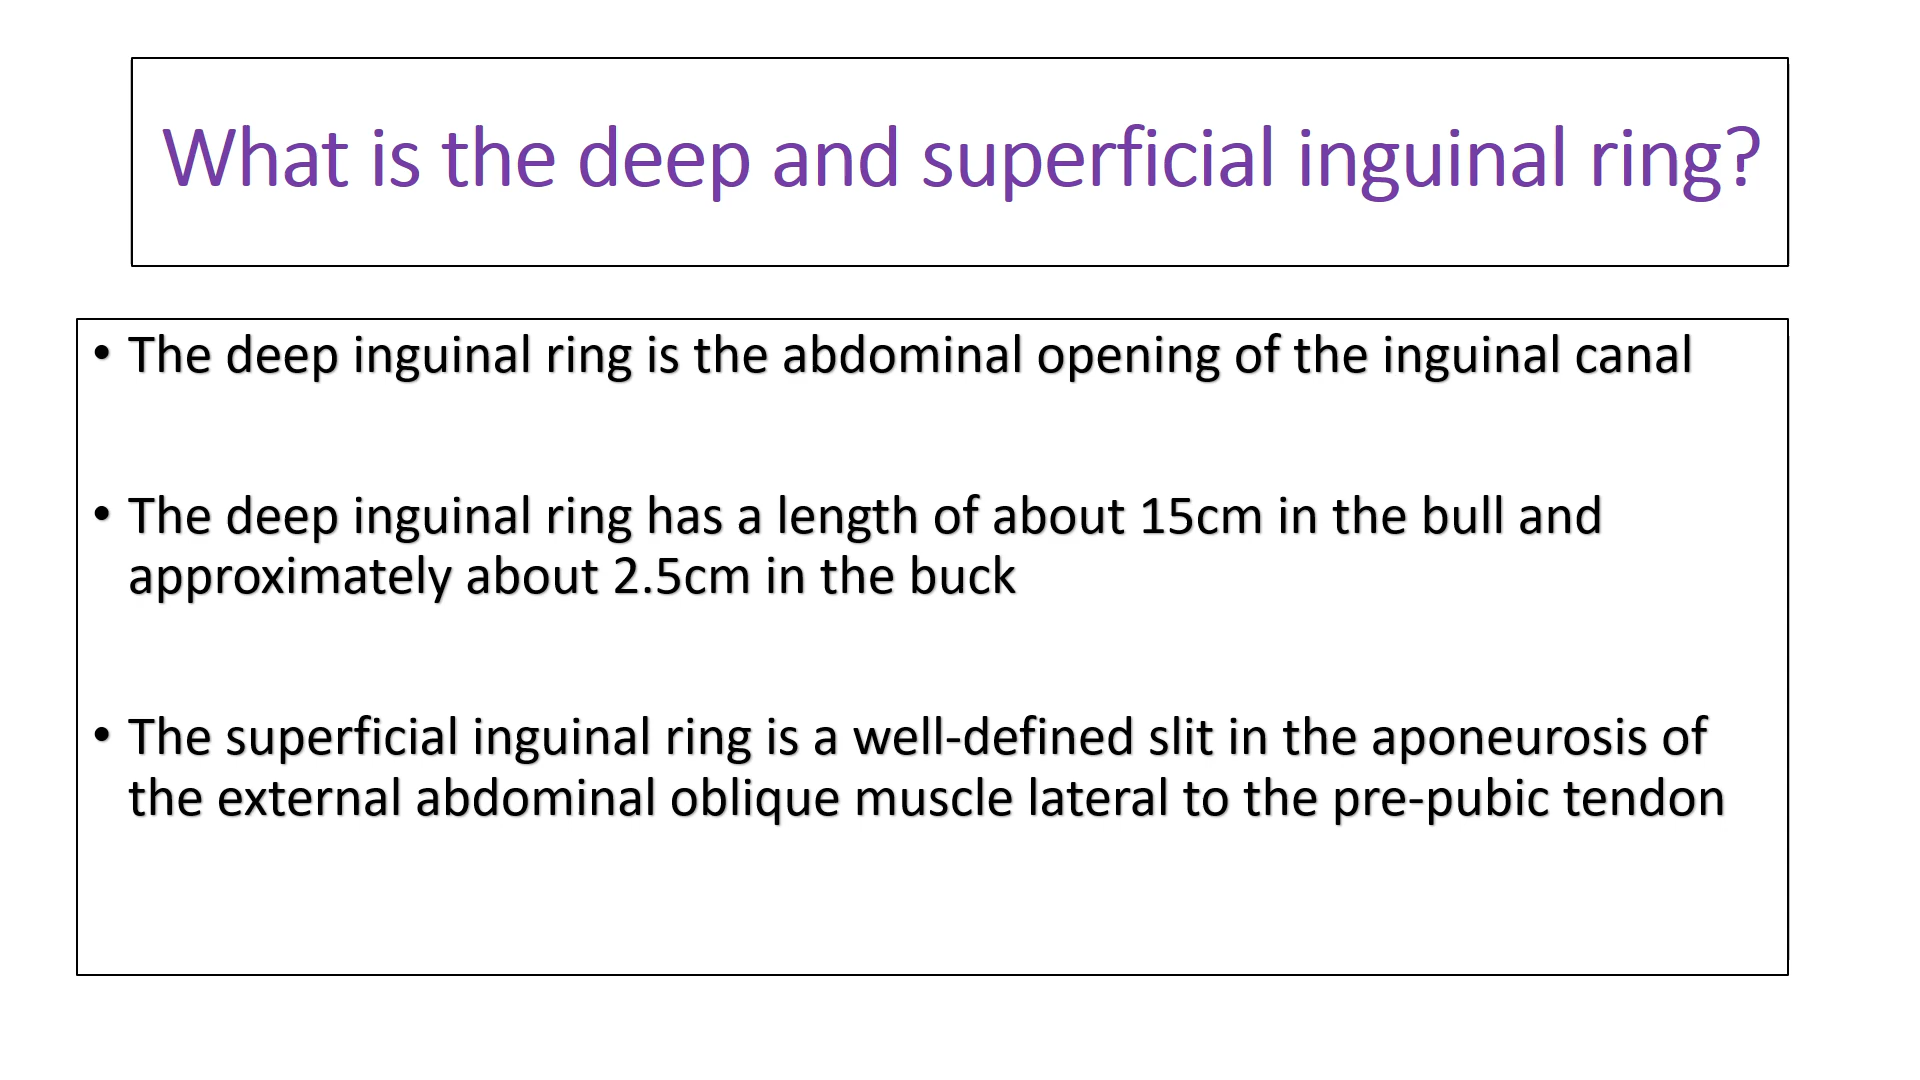 What is the deep and superficial inguinal ring?
• The deep inguinal ring is the abdominal opening of the inguinal canal
• The deep inguinal ring has a length of about 15cm in the bull and
approximately about 2.5cm in the buck
• The superficial inguinal ring is a well-defined slit in the aponeurosis of
the external abdominal oblique muscle lateral to the pre-pubic tendon